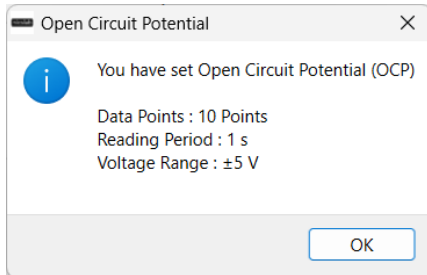 Open Circuit Potential
You have set Open Circuit Potential (OCP)
Data Points : 10 Points
Reading Period : 1 s
Voltage Range : ±5 V
OK